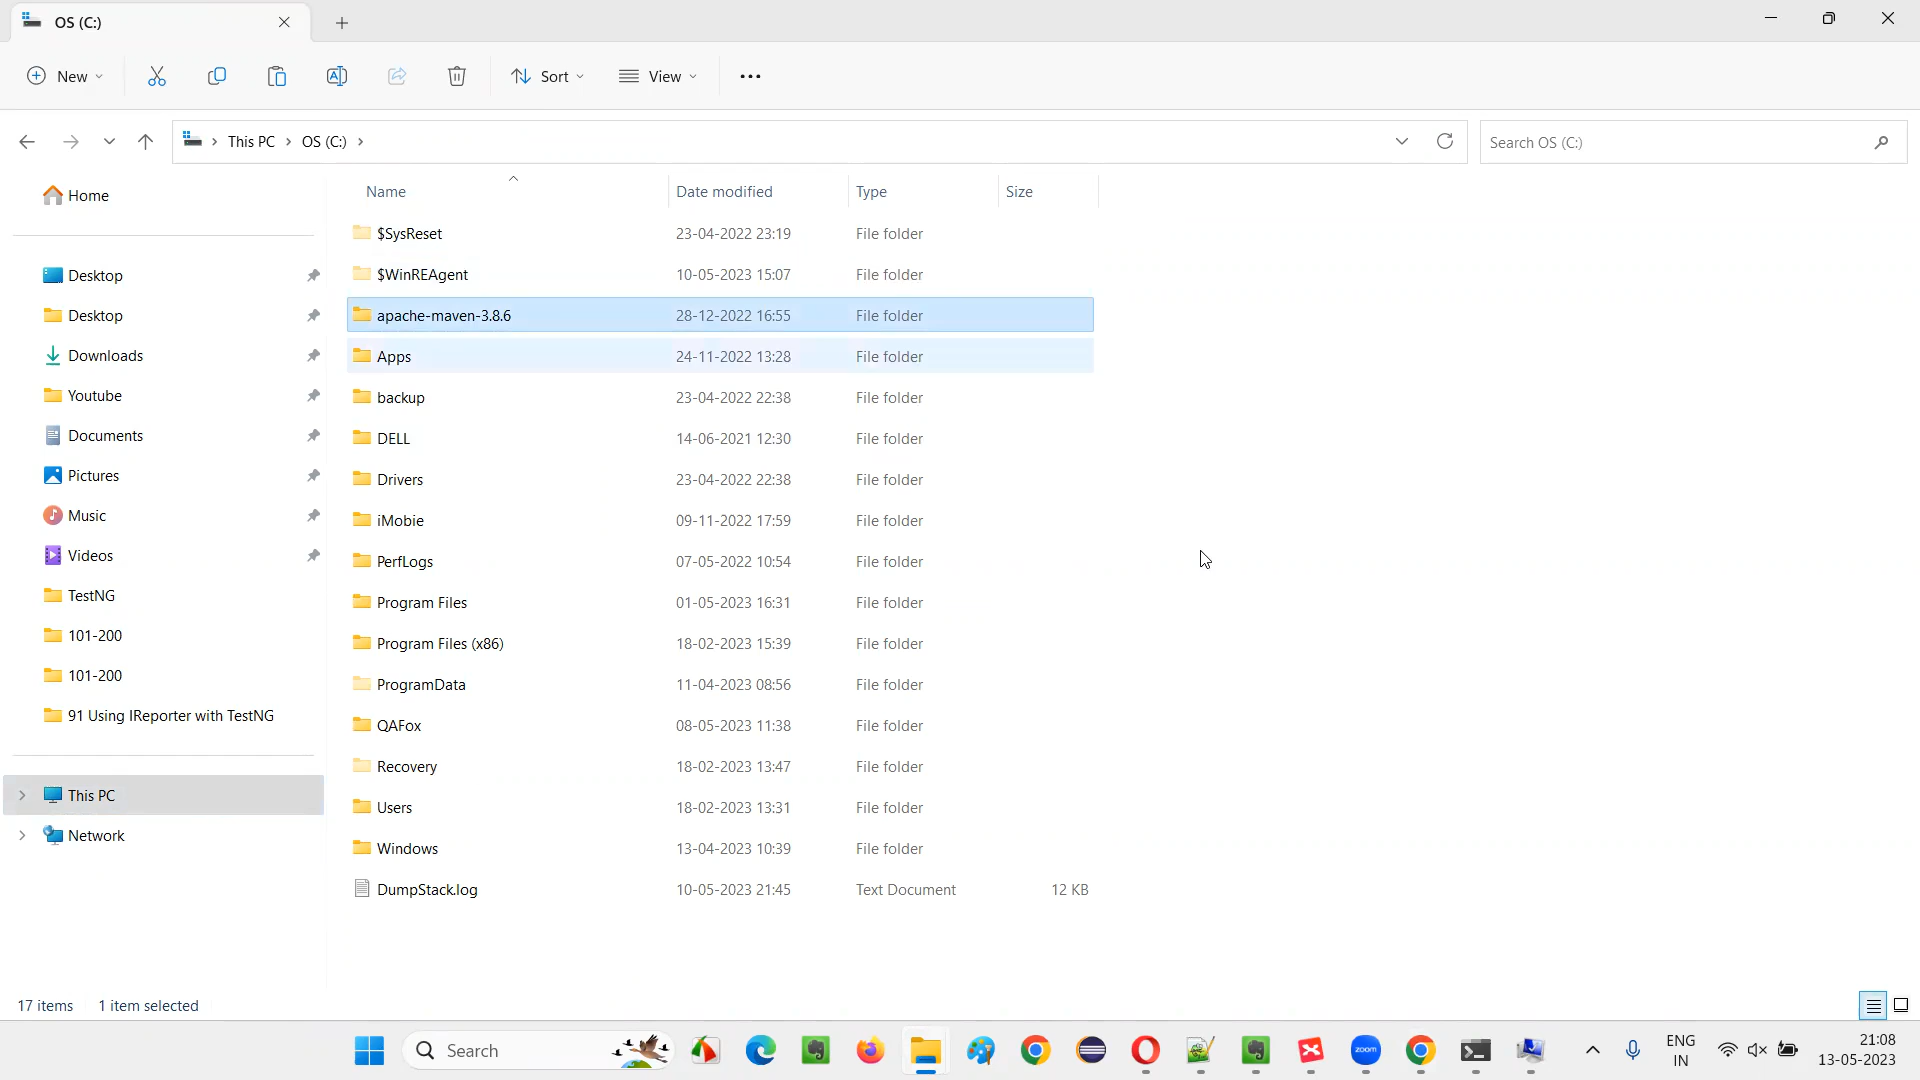 OS (C:)
New
Sort
View
This PC
OS (C:)
Search OS (C:)
Home
Desktop
Desktop
Downloads
Youtube
Documents
Pictures
Music
Videos
TestNG
101-200
101-200
91 Using IReporter with TestNG
This PC
Network
Name Date modified Type Size
$SysReset 23-04-2022 23:19 File folder
$WinREAgent 10-05-2023 15:07 File folder
apache-maven-3.8.6 28-12-2022 16:55 File folder
Apps 24-11-2022 13:28 File folder
backup 23-04-2022 22:38 File folder
DELL 14-06-2021 12:30 File folder
Drivers 23-04-2022 22:38 File folder
iMobie 09-11-2022 17:59 File folder
PerfLogs 07-05-2022 10:54 File folder
Program Files 01-05-2023 16:31 File folder
Program Files (x86) 18-02-2023 15:39 File folder
ProgramData 11-04-2023 08:56 File folder
QAFox 08-05-2023 11:38 File folder
Recovery 18-02-2023 13:47 File folder
Users 18-02-2023 13:31 File folder
Windows 13-04-2023 10:39 File folder
DumpStack.log 10-05-2023 21:45 Text Document 12 KB
17 items 1 item selected
Search
zoom
ENG
IN
21:08
13-05-2023